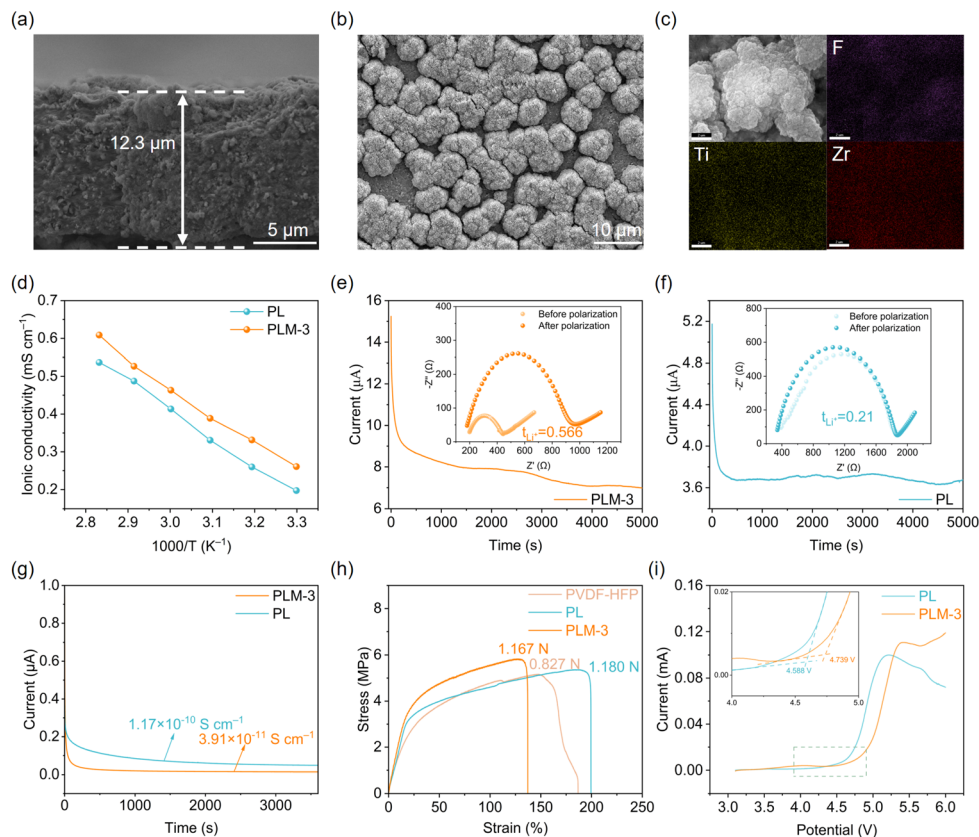 (a)
12.3 μm
5 μm
(b)
10 μm
(c)
F
Ti
Zr
(d)
Ionic conductivity (mS cm⁻¹)
0.7
0.6
0.5
0.4
0.3
0.2
PL
PLM-3
2.8 2.9 3.0 3.1 3.2 3.3
1000/T (K⁻¹)
(e)
Current (μA)
16
14
12
10
8
6
-Z'' (Ω)
400
300
200
100
0
Before polarization
After polarization
tLi⁺=0.566
200 400 600 800 1000 1200
Z' (Ω)
PLM-3
0 1000 2000 3000 4000 5000
Time (s)
(f)
Current (μA)
5.2
4.8
4.4
4.0
3.6
3.2
-Z'' (Ω)
800
700
600
500
400
300
200
100
0
Before polarization
After polarization
tLi⁺=0.21
400 800 1200 1600 2000
Z' (Ω)
PL
0 1000 2000 3000 4000 5000
Time (s)
(g)
Current (μA)
1.0
0.8
0.6
0.4
0.2
0.0
PLM-3
PL
1.17×10⁻¹⁰ S cm⁻¹
3.91×10⁻¹¹ S cm⁻¹
0 1000 2000 3000
Time (s)
(h)
Stress (MPa)
8
6
4
2
0
PVDF-HFP
PL
PLM-3
1.167 N
0.827 N
1.180 N
0 50 100 150 200 250
Strain (%)
(i)
Current (mA)
0.16
0.12
0.08
0.04
0.00
PL
PLM-3
0.02
0.00
4.588 V
4.739 V
4.0 4.5 5.0
3.0 3.5 4.0 4.5 5.0 5.5 6.0
Potential (V)